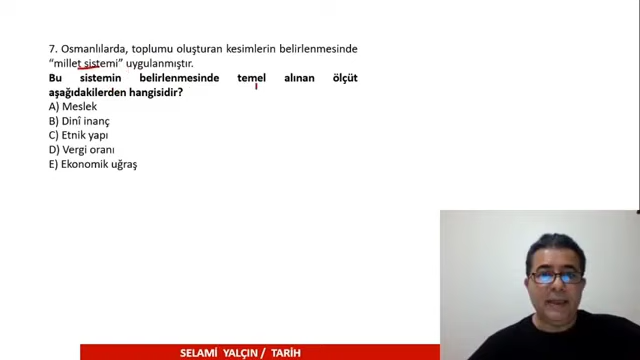 7. Osmanlılarda, toplumu oluşturan kesimlerin belirlenmesinde
“millet sistemi” uygulanmıştır.
Bu sistemin belirlenmesinde temel alınan ölçüt
aşağıdakilerden hangisidir?
A) Meslek
B) Dinî inanç
C) Etnik yapı
D) Vergi oranı
E) Ekonomik uğraş
SELAMİ YALÇIN / TARİH